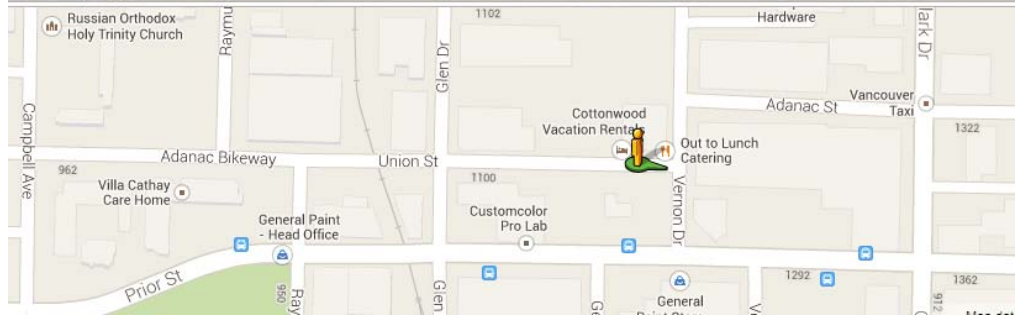 1102
Hardware
Russian Orthodox
Holy Trinity Church
Glen Dr
Campbell Ave
Cottonwood
Vacation Rentals
Adanac St
Vancouver
Taxi
1322
Out to Lunch
Catering
Adanac Bikeway
Union St
962
1100
Villa Cathay
Care Home
Vernon Dr
Customcolor
Pro Lab
General Paint
- Head Office
Prior St
950
Glen
1292
1362
912
General